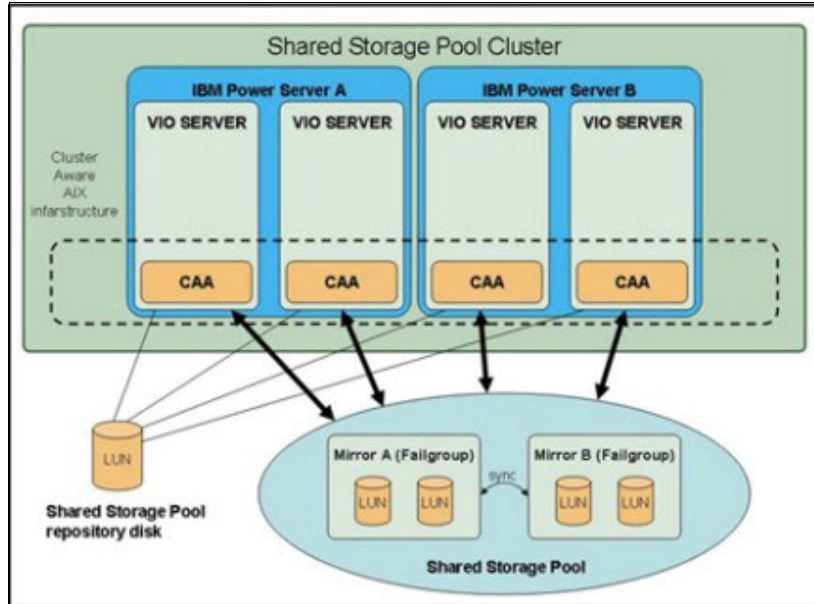 Shared Storage Pool Cluster
IBM Power Server A
IBM Power Server B
VIO SERVER
VIO SERVER
VIO SERVER
VIO SERVER
Cluster
Aware
AIX
infarstructure
CAA
CAA
CAA
CAA
LUN
Shared Storage Pool
repository disk
Mirror A (Failgroup)
sync
Mirror B (Failgroup)
LUN
LUN
LUN
LUN
Shared Storage Pool